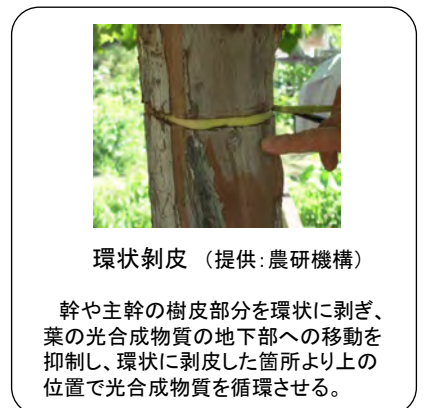 環状剝皮 （提供：農研機構）
幹や主幹の樹皮部分を環状に剝ぎ、
葉の光合成物質の地下部への移動を
抑制し、環状に剝皮した箇所より上の
位置で光合成物質を循環させる。